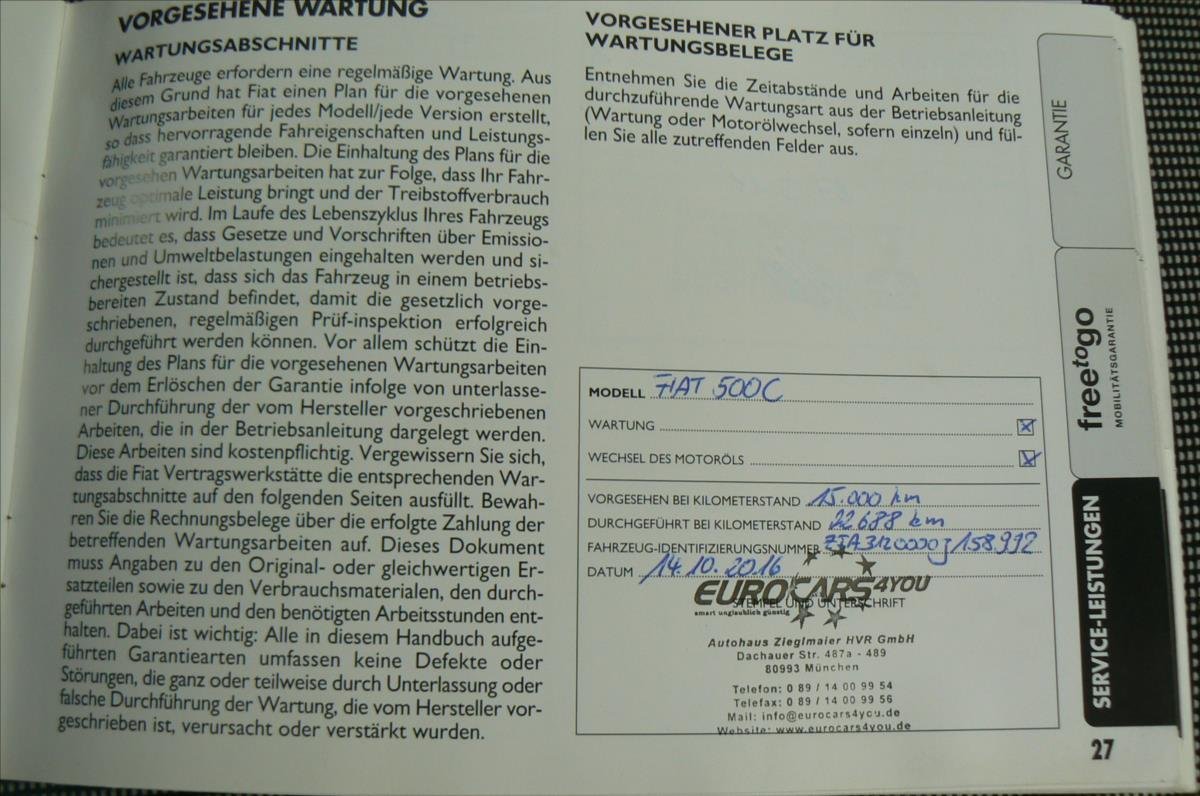 VORGESEHENE WARTUNG
WARTUNGSABSCHNITTE
Alle Fahrzeuge erfordern eine regelmäßige Wartung. Aus
diesem Grund hat Fiat einen Plan für die vorgesehenen
Wartungsarbeiten für jedes Modell/jede Version erstellt,
so dass hervorragende Fahreigenschaften und Leistungs-
fähigkeit garantiert bleiben. Die Einhaltung des Plans für die
vorgesehen Wartungsarbeiten hat zur Folge, dass Ihr Fahr-
zeug optimale Leistung bringt und der Treibstoffverbrauch
minimiert wird. Im Laufe des Lebenszyklus Ihres Fahrzeugs
bedeutet es, dass Gesetze und Vorschriften über Emissio-
nen und Umweltbelastungen eingehalten werden und si-
chergestellt ist, dass sich das Fahrzeug in einem betriebs-
bereiten Zustand befindet, damit die gesetzlich vorge-
schriebenen, regelmäßigen Prüf-inspektion erfolgreich
durchgeführt werden können. Vor allem schützt die Ein-
haltung des Plans für die vorgesehenen Wartungsarbeiten
vor dem Erlöschen der Garantie infolge von unterlasse-
ner Durchführung der vom Hersteller vorgeschriebenen
Arbeiten, die in der Betriebsanleitung dargelegt werden.
Diese Arbeiten sind kostenpflichtig. Vergewissern Sie sich,
dass die Fiat Vertragswerkstätte die entsprechenden War-
tungsabschnitte auf den folgenden Seiten ausfüllt. Bewah-
ren Sie die Rechnungsbelege über die erfolgte Zahlung der
betreffenden Wartungsarbeiten auf. Dieses Dokument
muss Angaben zu den Original- oder gleichwertigen Er-
satzteilen sowie zu den Verbrauchsmaterialen, den durch-
geführten Arbeiten und den benötigten Arbeitsstunden ent-
halten. Dabei ist wichtig: Alle in diesem Handbuch aufge-
führten Garantiearten umfassen keine Defekte oder
Störungen, die ganz oder teilweise durch Unterlassung oder
falsche Durchführung der Wartung, die vom Hersteller vor-
geschrieben ist, verursacht oder verstärkt wurden.
VORGESEHENER PLATZ FÜR
WARTUNGSBELEGE
Entnehmen Sie die Zeitabstände und Arbeiten für die
durchzuführende Wartungsart aus der Betriebsanleitung
(Wartung oder Motorölwechsel, sofern einzeln) und fül-
len Sie alle zutreffenden Felder aus.
MODELL FIAT 500C
WARTUNG
WECHSEL DES MOTORÖLS
VORGESEHEN BEI KILOMETERSTAND 15.000 km
DURCHGEFÜHRT BEI KILOMETERSTAND 22688 km
FAHRZEUG-IDENTIFIZIERUNGSNUMMER ZFA3120000J158992
DATUM 14.10.2016
EUROCARS4YOU
STEMPEL UND UNTERSCHRIFT
smart unglaublich günstig
Autohaus Zieglmaier HVR GmbH
Dachauer Str. 487a - 489
80993 München
Telefon: 0 89 / 14 00 99 54
Telefax: 0 89 / 14 00 99 56
Mail: info@eurocars4you.de
Website: www.eurocars4you.de
GARANTIE
freetogo
MOBILITÄTSGARANTIE
SERVICE-LEISTUNGEN
27